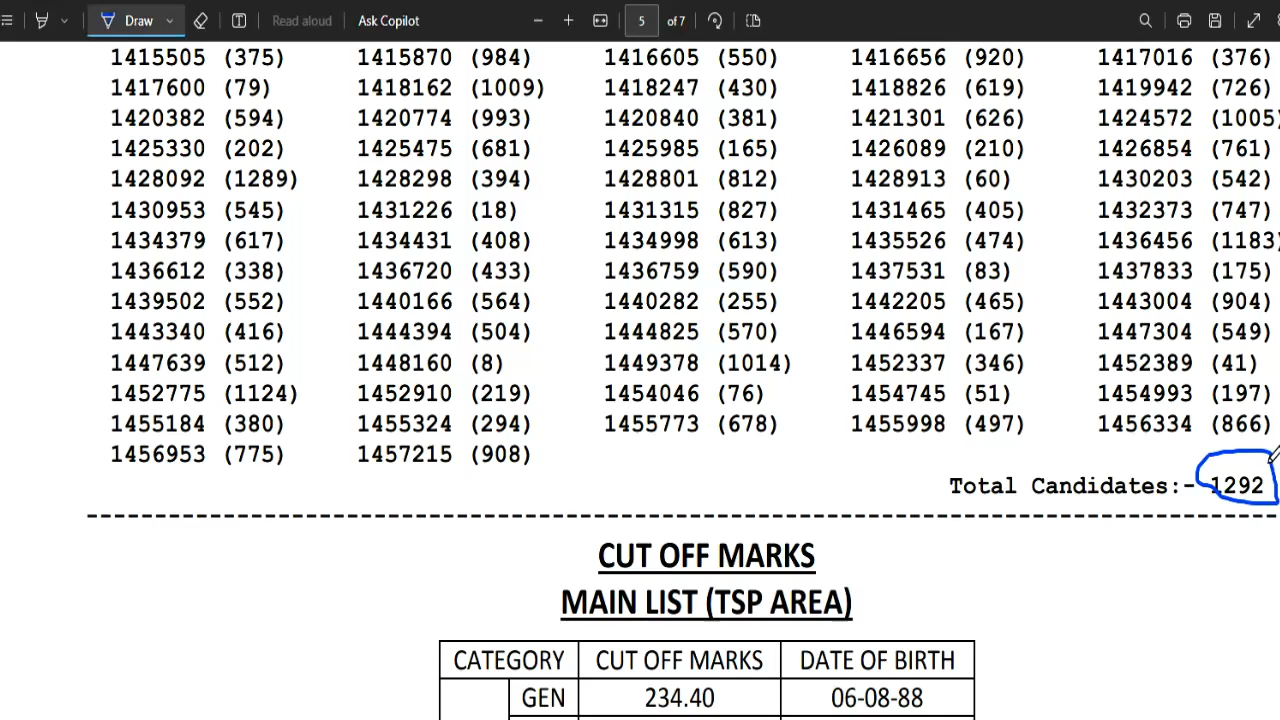 Draw Read aloud Ask Copilot 5 of 7
1415505 (375) 1415870 (984) 1416605 (550) 1416656 (920) 1417016 (376)
1417600 (79) 1418162 (1009) 1418247 (430) 1418826 (619) 1419942 (726)
1420382 (594) 1420774 (993) 1420840 (381) 1421301 (626) 1424572 (1005)
1425330 (202) 1425475 (681) 1425985 (165) 1426089 (210) 1426854 (761)
1428092 (1289) 1428298 (394) 1428801 (812) 1428913 (60) 1430203 (542)
1430953 (545) 1431226 (18) 1431315 (827) 1431465 (405) 1432373 (747)
1434379 (617) 1434431 (408) 1434998 (613) 1435526 (474) 1436456 (1183)
1436612 (338) 1436720 (433) 1436759 (590) 1437531 (83) 1437833 (175)
1439502 (552) 1440166 (564) 1440282 (255) 1442205 (465) 1443004 (904)
1443340 (416) 1444394 (504) 1444825 (570) 1446594 (167) 1447304 (549)
1447639 (512) 1448160 (8) 1449378 (1014) 1452337 (346) 1452389 (41)
1452775 (1124) 1452910 (219) 1454046 (76) 1454745 (51) 1454993 (197)
1455184 (380) 1455324 (294) 1455773 (678) 1455998 (497) 1456334 (866)
1456953 (775) 1457215 (908)
Total Candidates:- 1292
CUT OFF MARKS
MAIN LIST (TSP AREA)
CATEGORY CUT OFF MARKS DATE OF BIRTH
GEN 234.40 06-08-88